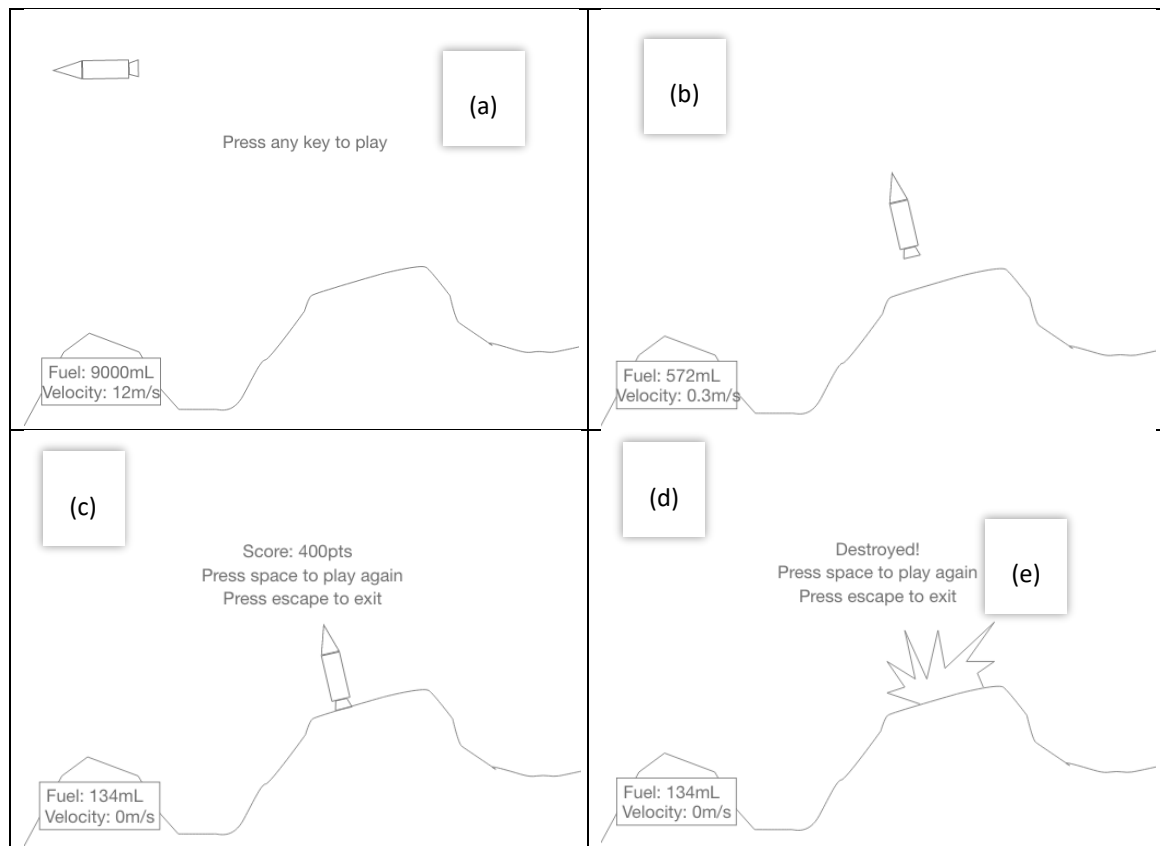 (a)
Press any key to play
Fuel: 9000mL
Velocity: 12m/s
(b)
Fuel: 572mL
Velocity: 0.3m/s
(c)
Score: 400pts
Press space to play again
Press escape to exit
Fuel: 134mL
Velocity: 0m/s
(d)
Destroyed!
Press space to play again
(e)
Press escape to exit
Fuel: 134mL
Velocity: 0m/s